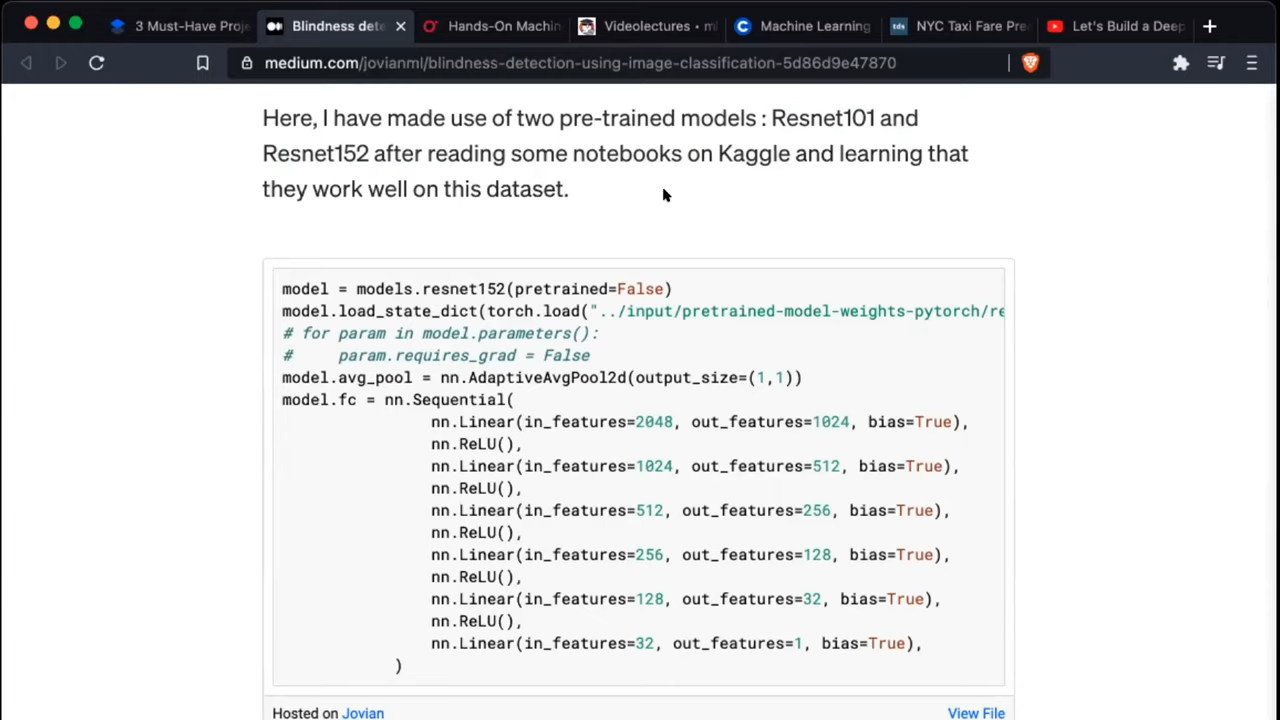 3 Must-Have Proje
Blindness dete
Hands-On Machin
Videolectures • ml
Machine Learning
tds
NYC Taxi Fare Pre
Let's Build a Deep
medium.com/jovianml/blindness-detection-using-image-classification-5d86d9e47870
Here, I have made use of two pre-trained models : Resnet101 and
Resnet152 after reading some notebooks on Kaggle and learning that
they work well on this dataset.
model = models.resnet152(pretrained=False)
model.load_state_dict(torch.load("../input/pretrained-model-weights-pytorch/re
# for param in model.parameters():
#     param.requires_grad = False
model.avg_pool = nn.AdaptiveAvgPool2d(output_size=(1,1))
model.fc = nn.Sequential(
nn.Linear(in_features=2048, out_features=1024, bias=True),
nn.ReLU(),
nn.Linear(in_features=1024, out_features=512, bias=True),
nn.ReLU(),
nn.Linear(in_features=512, out_features=256, bias=True),
nn.ReLU(),
nn.Linear(in_features=256, out_features=128, bias=True),
nn.ReLU(),
nn.Linear(in_features=128, out_features=32, bias=True),
nn.ReLU(),
nn.Linear(in_features=32, out_features=1, bias=True),
)
Hosted on Jovian
View File